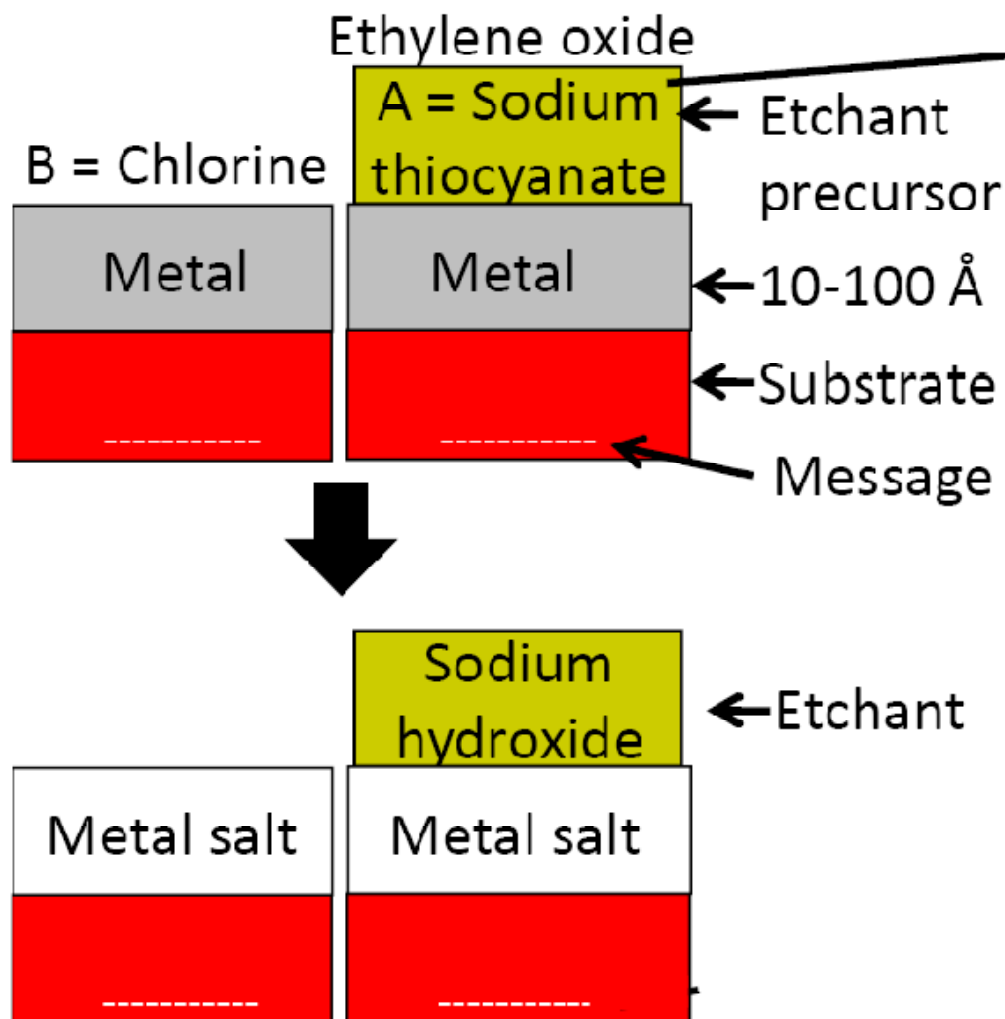 Ethylene oxide
A = Sodium
thiocyanate
Etchant
precursor
B = Chlorine
Metal
Metal
10-100 Å
Substrate
Message
Sodium
hydroxide
Etchant
Metal salt
Metal salt